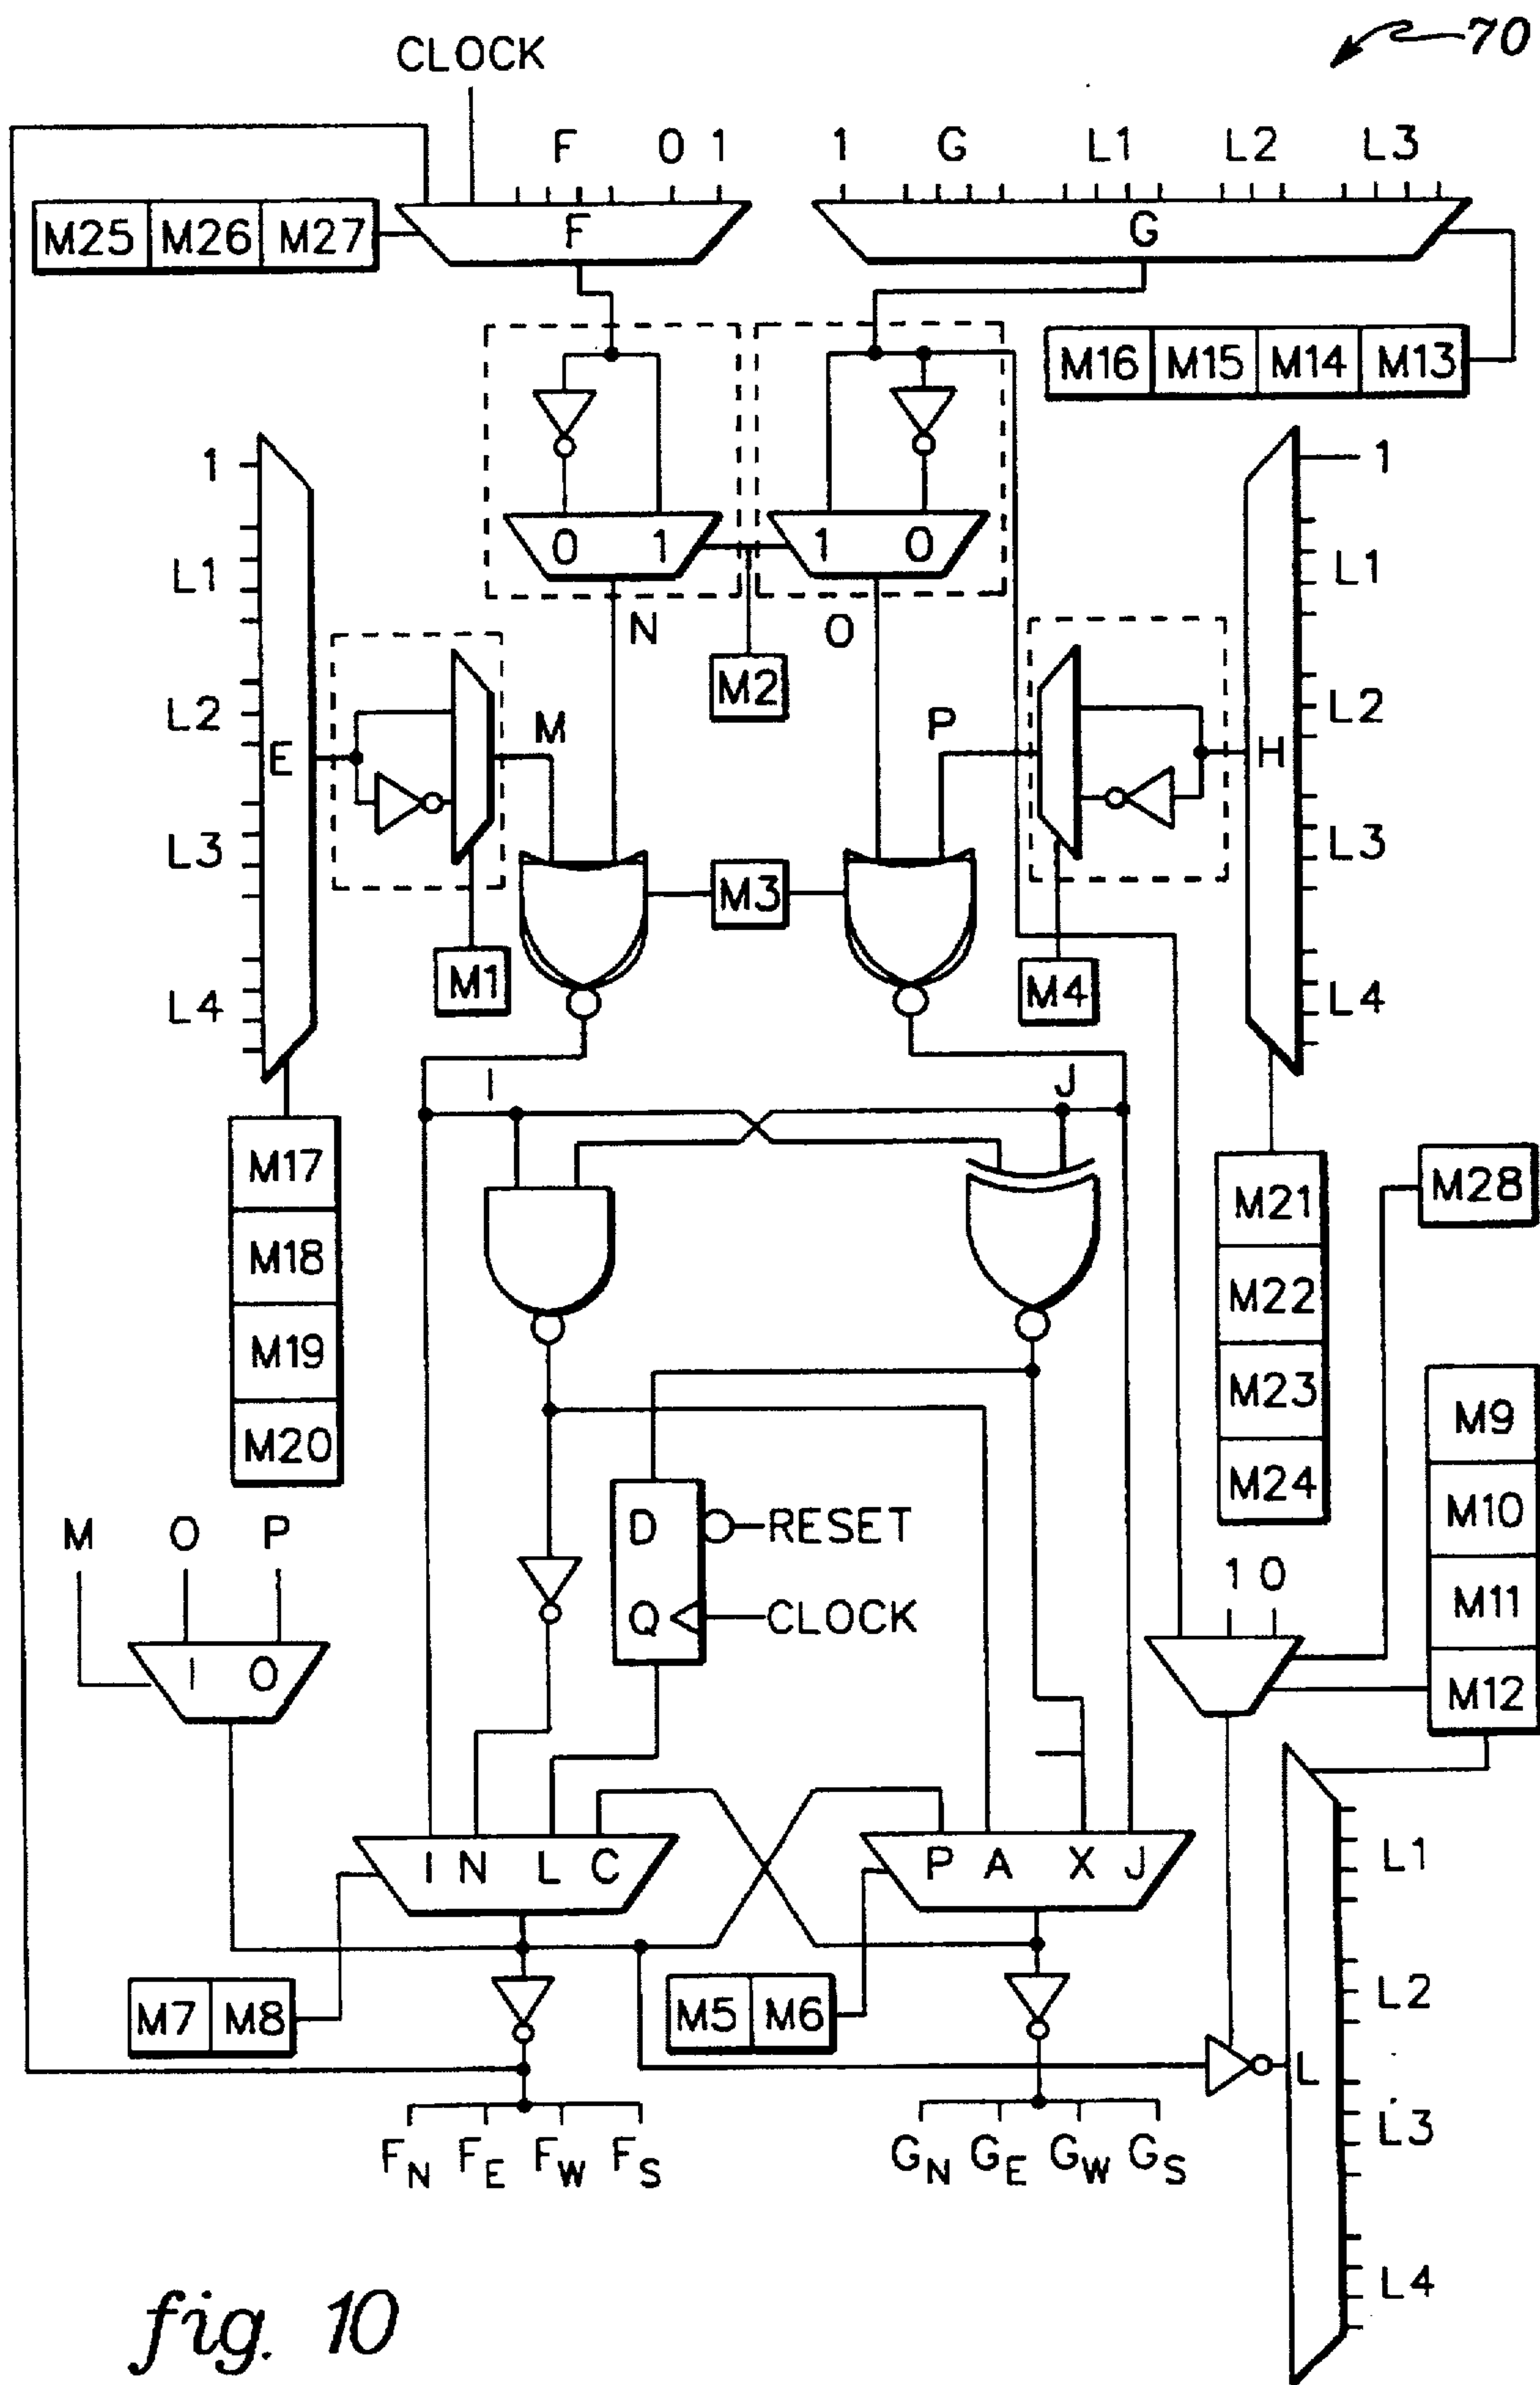 70
CLOCK
F 0 1 1 G L1 L2 L3
M25 M26 M27 F G
M16 M15 M14 M13
1 1
0 1 1 0
L1 L1
N O
M2
L2 M P L2
E H
L3 M3 L3
M1 M4
L4 L4
I J
M17 M21 M28
M18 M22
M19 M23 M9
M20 M24 M10
M O P D RESET
1 0 M11
Q CLOCK
1 0 M12
I N L C P A X J L1
M7 M8 M5 M6 L2
L
L3
FN FE FW FS GN GE GW GS
L4
fig. 10